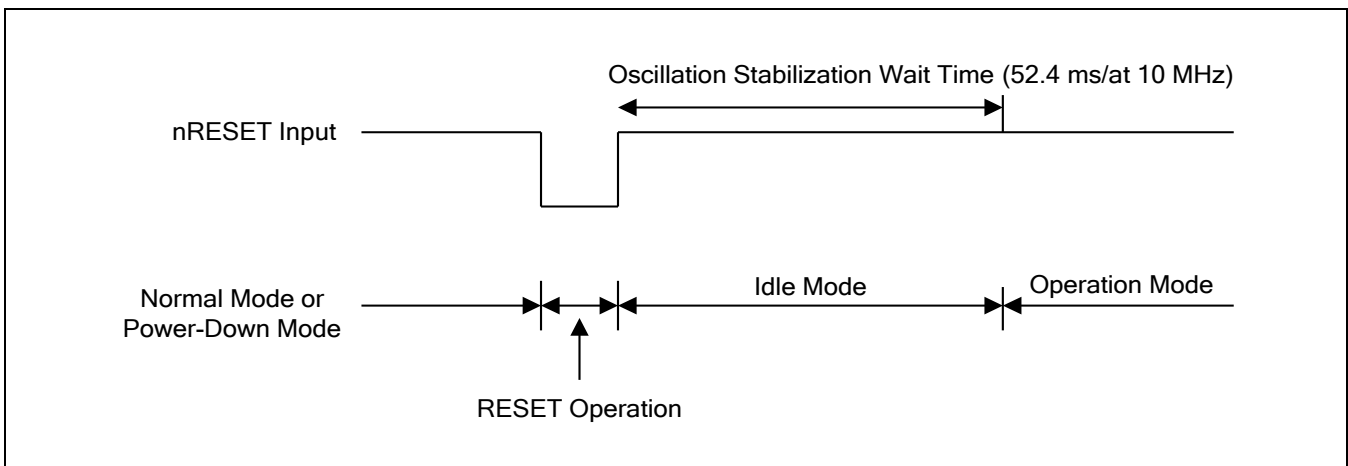 Oscillation Stabilization Wait Time (52.4 ms/at 10 MHz)
nRESET Input
Normal Mode or
Power-Down Mode
Idle Mode
Operation Mode
RESET Operation